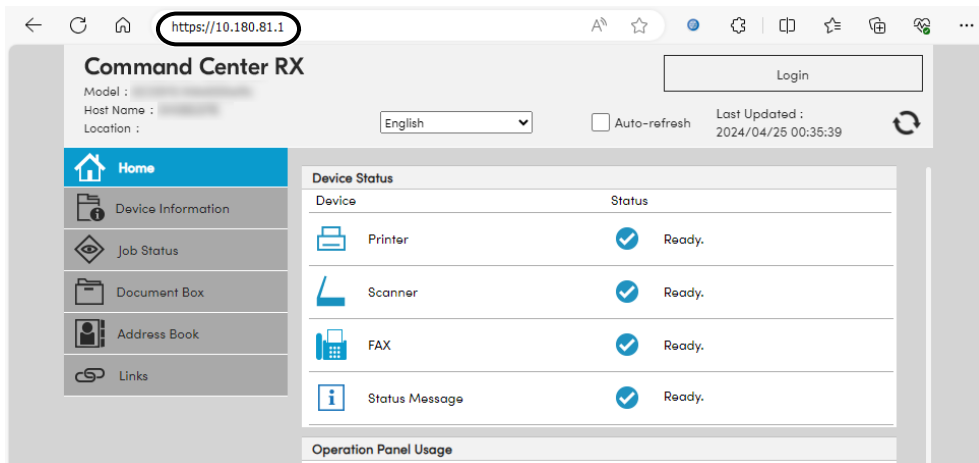 https://10.180.81.1
Command Center RX
Login
Model :
Host Name :
Location :
English
Auto-refresh
Last Updated :
2024/04/25 00:35:39
Home
Device Information
Job Status
Document Box
Address Book
Links
Device Status
Device Status
Printer Ready.
Scanner Ready.
FAX Ready.
Status Message Ready.
Operation Panel Usage